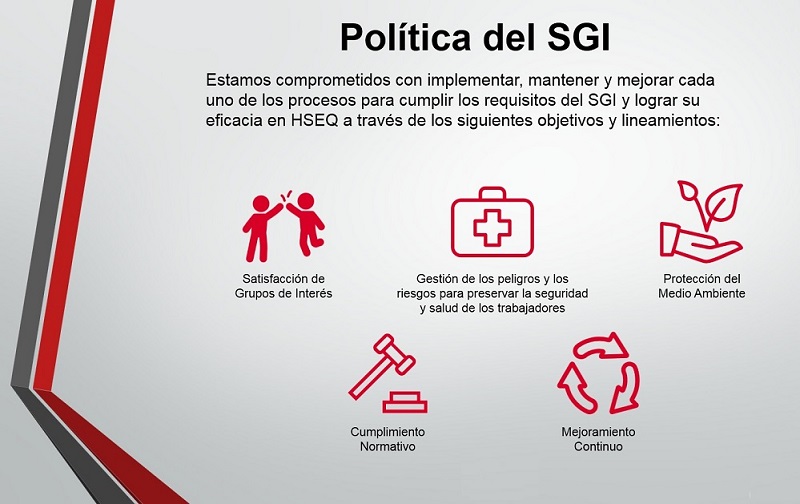 Política del SGI
Estamos comprometidos con implementar, mantener y mejorar cada
uno de los procesos para cumplir los requisitos del SGI y lograr su
eficacia en HSEQ a través de los siguientes objetivos y lineamientos:
Satisfacción de
Grupos de Interés
Gestión de los peligros y los
riesgos para preservar la seguridad
y salud de los trabajadores
Protección del
Medio Ambiente
Cumplimiento
Normativo
Mejoramiento
Continuo